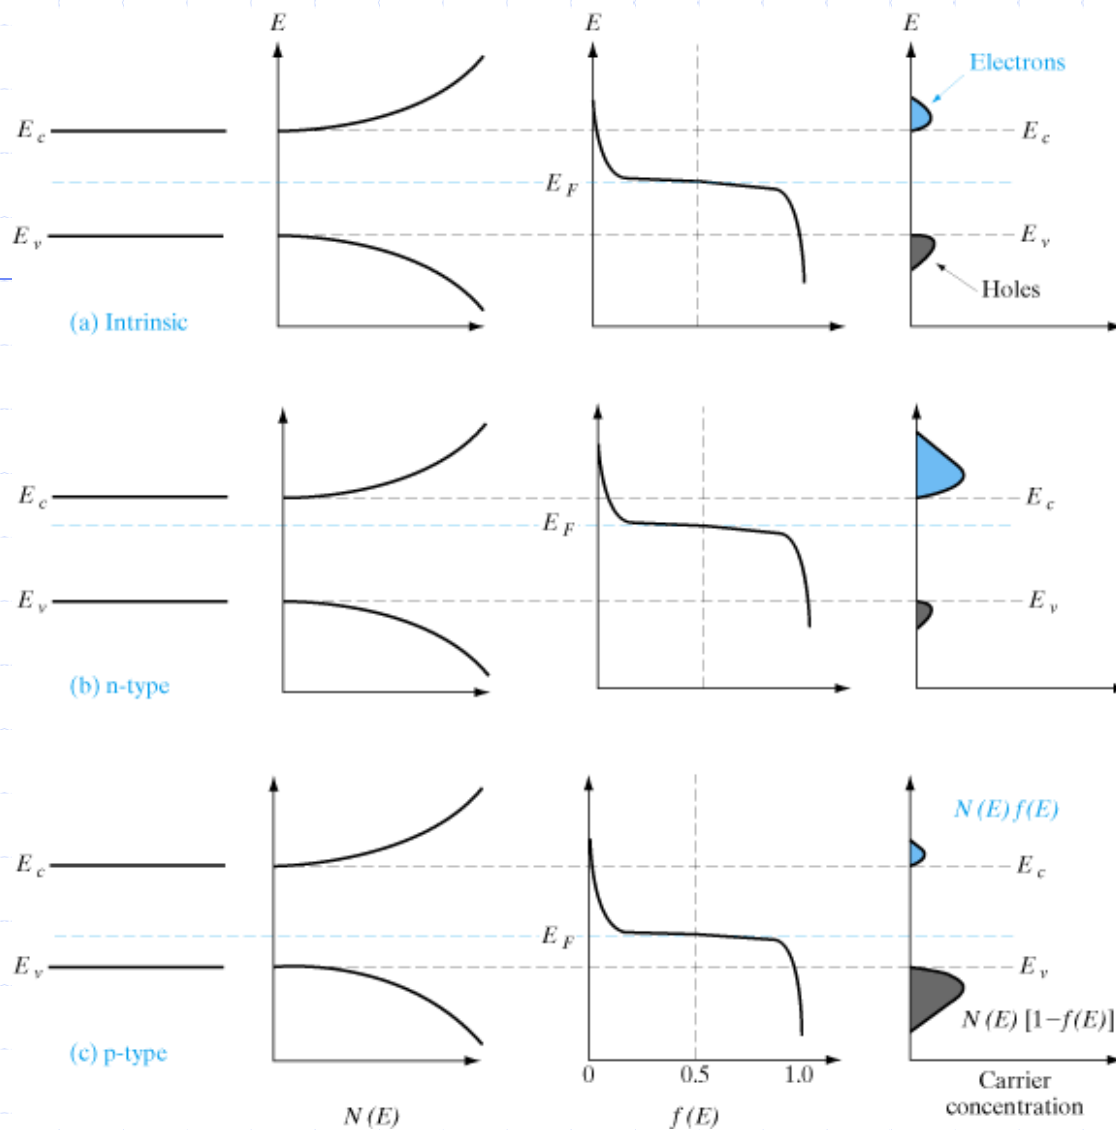 E E E
Electrons
E c E c
E F
E v E v
Holes
(a) Intrinsic
E c E c
E F
E v E v
(b) n-type
N (E) f(E)
E c E c
E F
E v E v
N (E) [1−f(E)]
(c) p-type
0 0.5 1.0
Carrier
concentration
N (E) f (E)